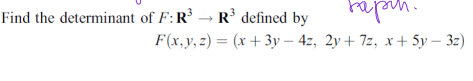 Find the determinant of F: R³ → R³ defined by
F(x, y, z) = (x + 3y − 4z, 2y + 7z, x + 5y − 3z)